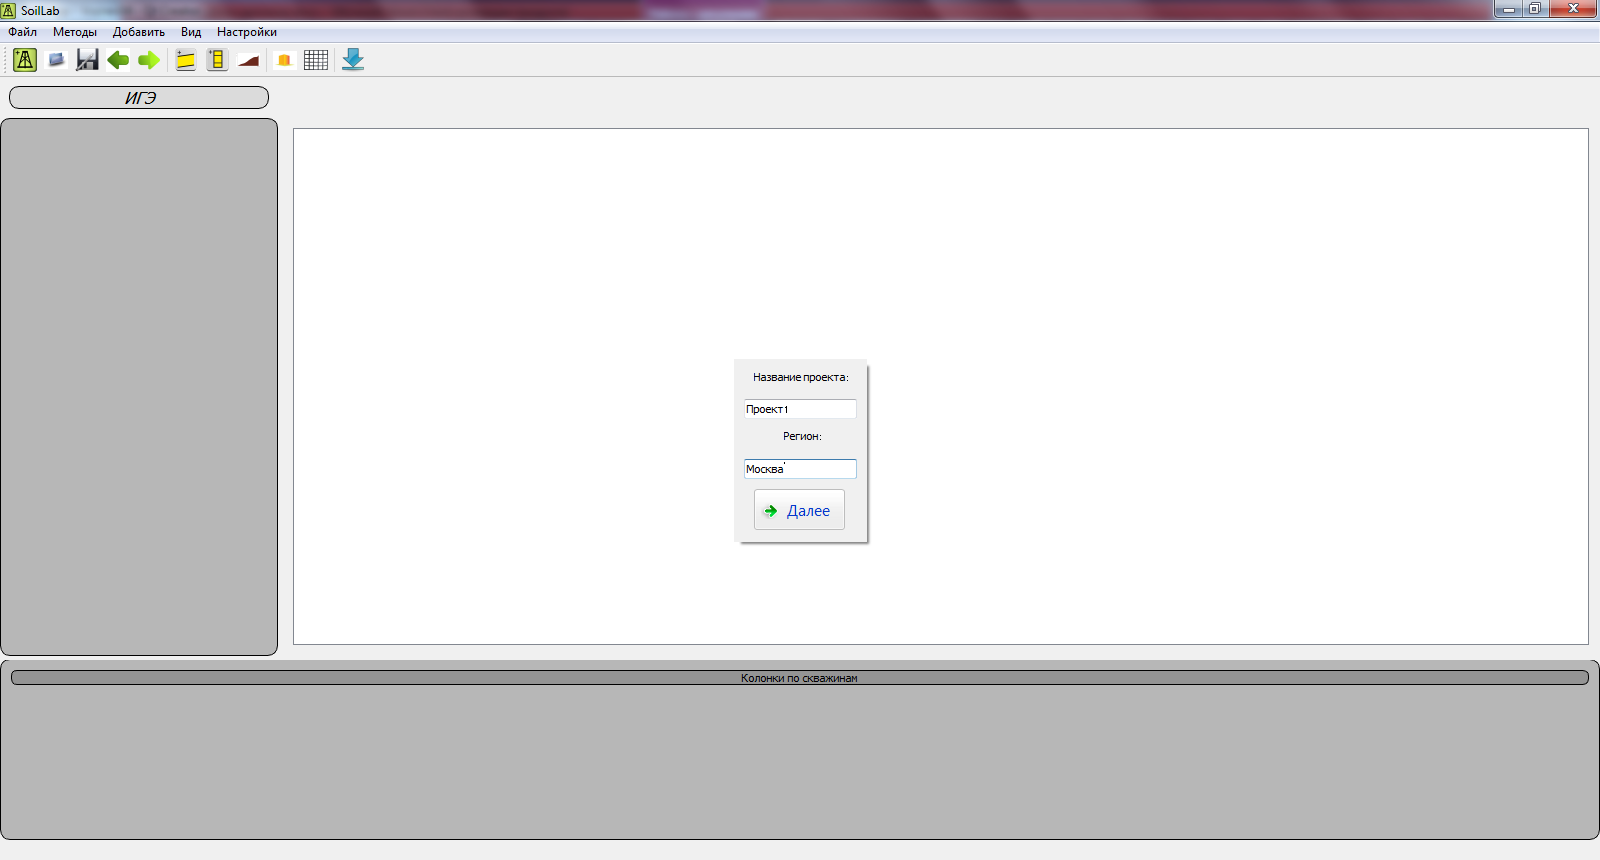 SoilLab
Файл Методы Добавить Вид Настройки
ИГЭ
Название проекта:
Проект1
Регион:
Москва
Далее
Колонки по скважинам